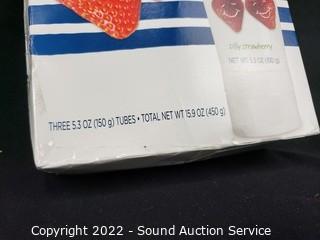 silly strawberry
NET WT 5.3 OZ (150 g)
THREE 5.3 OZ (150 g) TUBES • TOTAL NET WT 15.9 OZ (450 g)
Copyright 2022 - Sound Auction Service